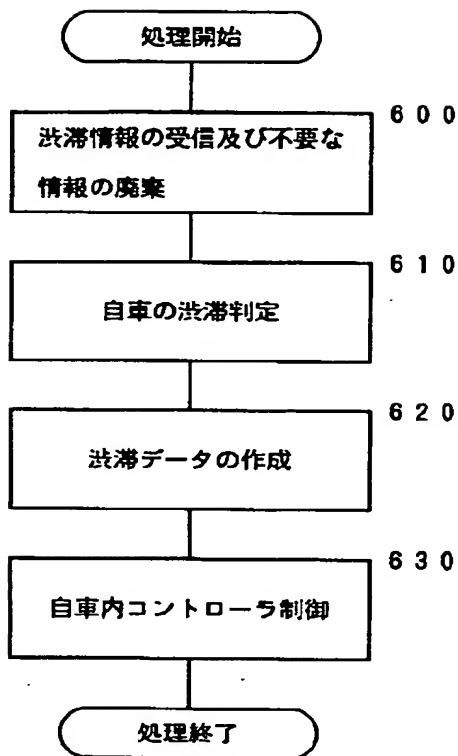 処理開始
600
渋滞情報の受信及び不要な
情報の廃棄
610
自車の渋滞判定
620
渋滞データの作成
630
自車内コントローラ制御
処理終了